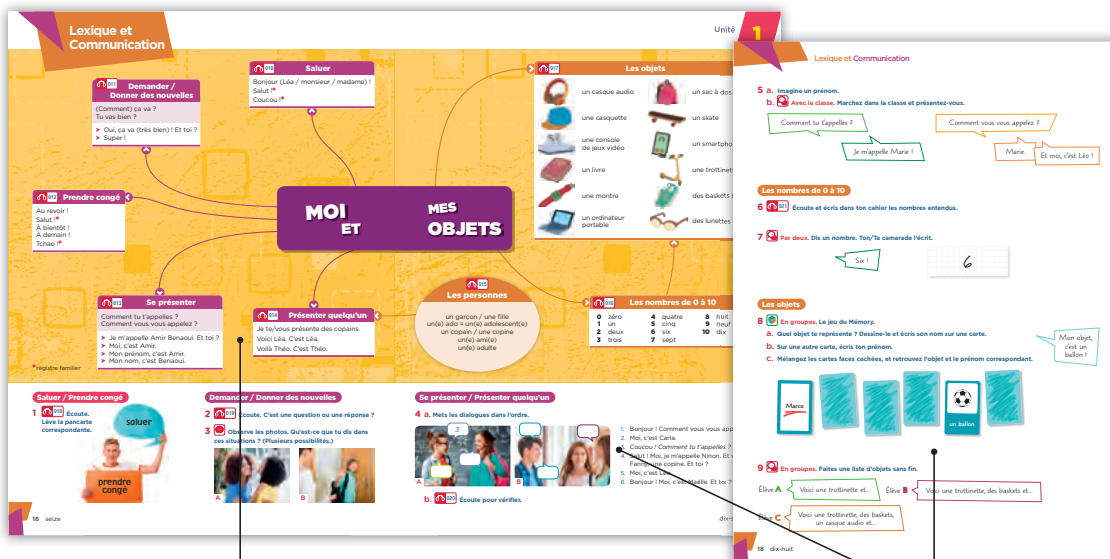 Lexique et
Communication
Unité
1
011
Demander /
Donner des nouvelles
(Comment) ça va ?
Tu vas bien ?
➤ Oui, ça va (très bien) ! Et toi ?
➤ Super !
010
Saluer
Bonjour (Léa / monsieur / madame) !
Salut !*
Coucou !*
012
Prendre congé
Au revoir !
Salut !*
À bientôt !
À demain !
Tchao !*
MOI
ET
MES
OBJETS
013
Se présenter
Comment tu t'appelles ?
Comment vous vous appelez ?
➤ Je m'appelle Amir Benaoui. Et toi ?
➤ Moi, c'est Amir.
➤ Mon prénom, c'est Amir.
➤ Mon nom, c'est Benaoui.
*registre familier
014
Présenter quelqu'un
Je te/vous présente des copains.
Voici Léa. C'est Léa.
Voilà Théo. C'est Théo.
015
Les personnes
un garçon / une fille
un(e) ado = un(e) adolescent(e)
un copain / une copine
un(e) ami(e)
un(e) adulte
017
Les objets
un casque audio
un sac à dos
une casquette
un skate
une console
de jeux vidéo
un smartpho
un livre
une trottinet
une montre
des baskets
un ordinateur
portable
des lunettes
016
Les nombres de 0 à 10
0 zéro 4 quatre 8 huit
1 un 5 cinq 9 neuf
2 deux 6 six 10 dix
3 trois 7 sept
Saluer / Prendre congé
1 018 Écoute.
Lève la pancarte
correspondante.
saluer
prendre
congé
Demander / Donner des nouvelles
2 019 Écoute. C'est une question ou une réponse ?
3 Observe les photos. Qu'est-ce que tu dis dans
ces situations ? (Plusieurs possibilités.)
A
B
Se présenter / Présenter quelqu'un
4 a. Mets les dialogues dans l'ordre.
3
A
B
1. Bonjour ! Comment vous vous app
2. Moi, c'est Carla.
3. Coucou ! Comment tu t'appelles ?
4. Salut ! Moi, je m'appelle Ninon. Et v
Fanny, une copine. Et toi ?
5. Moi, c'est Léo
6. Bonjour ! Moi, c'est Maëlle. Et toi ?
b. 020 Écoute pour vérifier.
16 seize
dix-s
Lexique et Communication
5 a. Imagine un prénom.
b. Avec la classe. Marchez dans la classe et présentez-vous.
Comment tu t'appelles ?
Je m'appelle Marie !
Comment vous vous appelez ?
Marie.
Et moi, c'est Léo !
Les nombres de 0 à 10
6 021 Écoute et écris dans ton cahier les nombres entendus.
7 Par deux. Dis un nombre. Ton/Ta camarade l'écrit.
Six !
6
Les objets
8 En groupes. Le jeu du Mémory.
a. Quel objet te représente ? Dessine-le et écris son nom sur une carte.
b. Sur une autre carte, écris ton prénom.
c. Mélangez les cartes faces cachées, et retrouvez l'objet et le prénom correspondant.
Mon objet,
c'est un
ballon !
Marco
un ballon
9 En groupes. Faites une liste d'objets sans fin.
Élève A
Voici une trottinette et...
Élève B
Voici une trottinette, des baskets et...
Élève C
Voici une trottinette, des baskets,
un casque audio et...
18 dix-huit